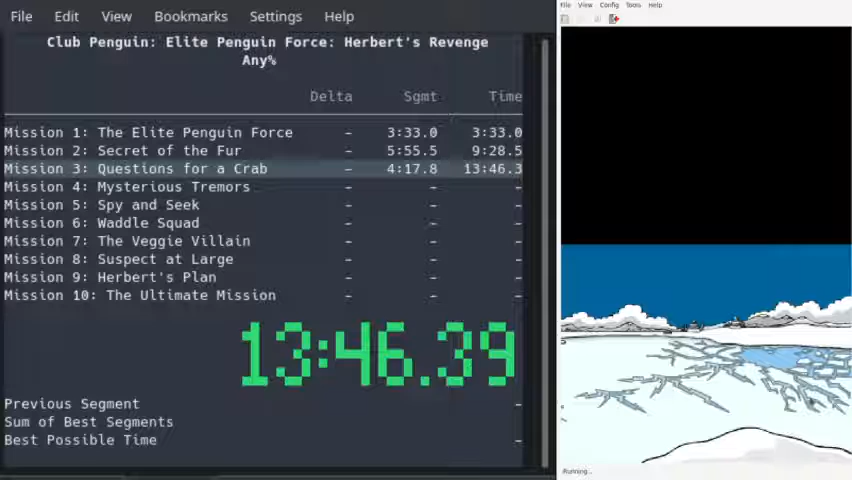 File Edit View Bookmarks Settings Help
File View Config Tools Help
Club Penguin: Elite Penguin Force: Herbert's Revenge
Any%
Delta Sgmt Time
Mission 1: The Elite Penguin Force - 3:33.0 3:33.0
Mission 2: Secret of the Fur - 5:55.5 9:28.5
Mission 3: Questions for a Crab - 4:17.8 13:46.3
Mission 4: Mysterious Tremors - - -
Mission 5: Spy and Seek - - -
Mission 6: Waddle Squad - - -
Mission 7: The Veggie Villain - - -
Mission 8: Suspect at Large - - -
Mission 9: Herbert's Plan - - -
Mission 10: The Ultimate Mission - - -
13:46.39
Previous Segment -
Sum of Best Segments -
Best Possible Time -
Running...